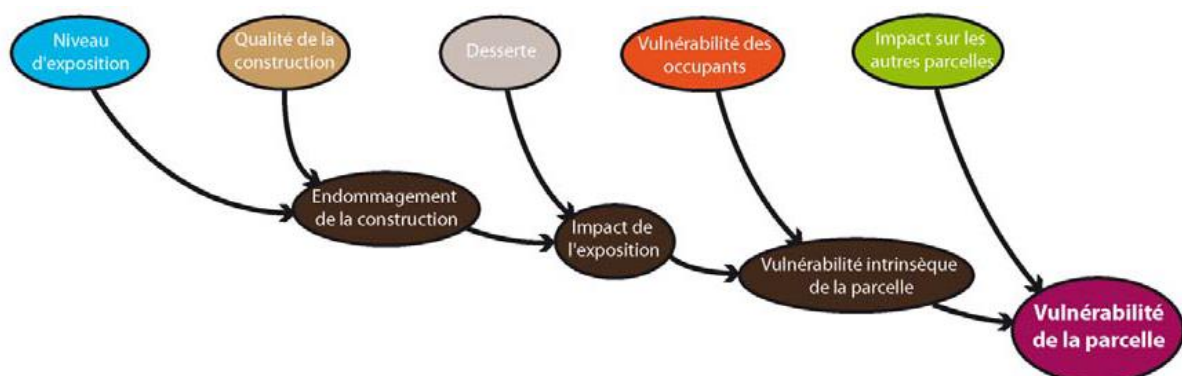 Niveau
d'exposition
Qualité de la
construction
Desserte
Vulnérabilité des
occupants
Impact sur les
autres parcelles
Endommagement
de la construction
Impact de
l'exposition
Vulnérabilité intrinsèque
de la parcelle
Vulnérabilité
de la parcelle